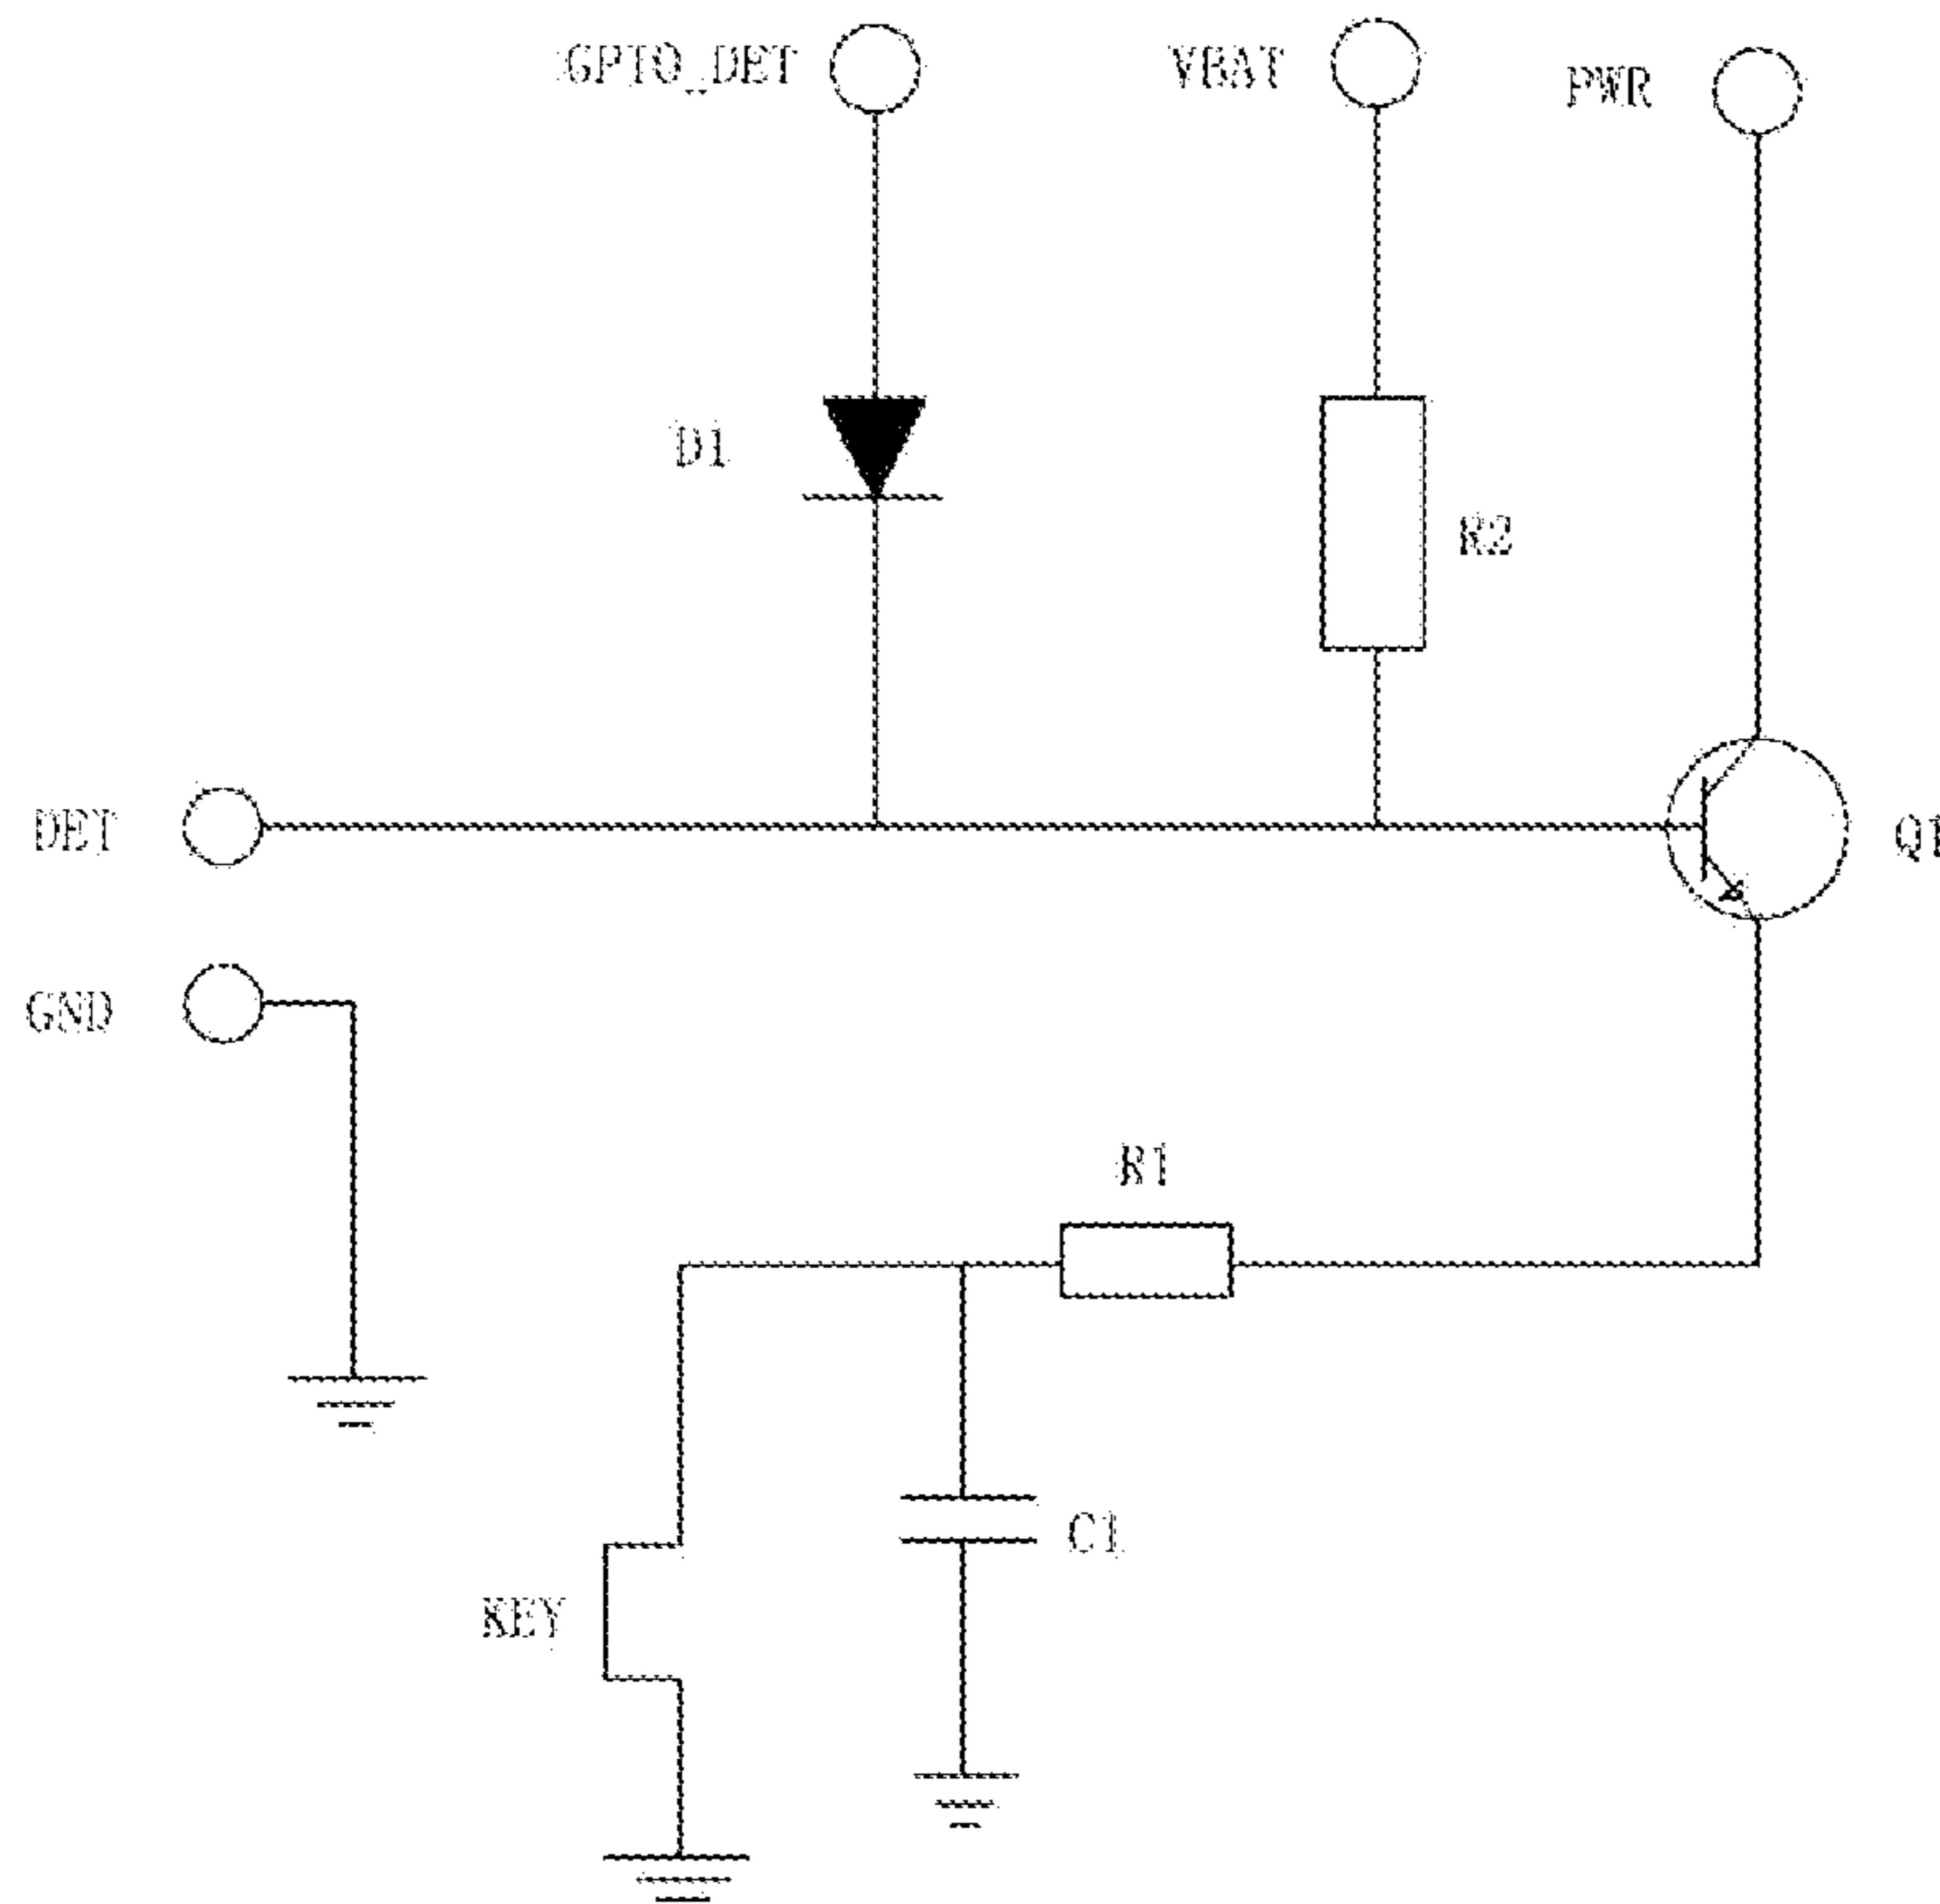 GPIO_DET
VBAT
PWR
D1
R2
DET
Q1
GND
R1
C1
KEY